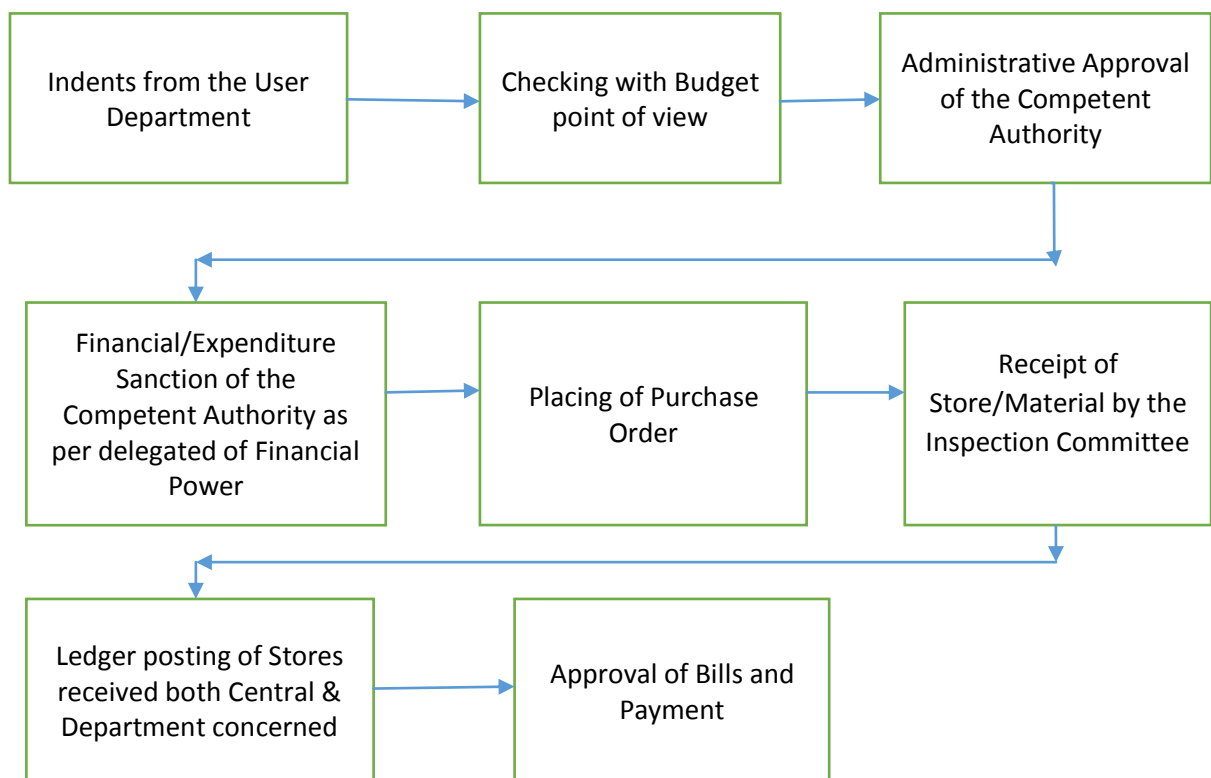 Indents from the User
Department
Checking with Budget
point of view
Administrative Approval
of the Competent
Authority
Financial/Expenditure
Sanction of the
Competent Authority as
per delegated of Financial
Power
Placing of Purchase
Order
Receipt of
Store/Material by the
Inspection Committee
Ledger posting of Stores
received both Central &
Department concerned
Approval of Bills and
Payment